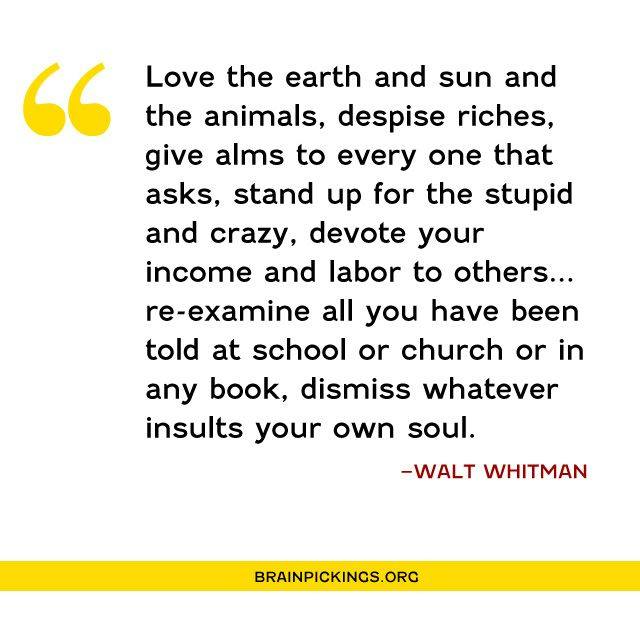 Love the earth and sun and
the animals, despise riches,
give alms to every one that
asks, stand up for the stupid
and crazy, devote your
income and labor to others...
re-examine all you have been
told at school or church or in
any book, dismiss whatever
insults your own soul.
–WALT WHITMAN
BRAINPICKINGS.ORG